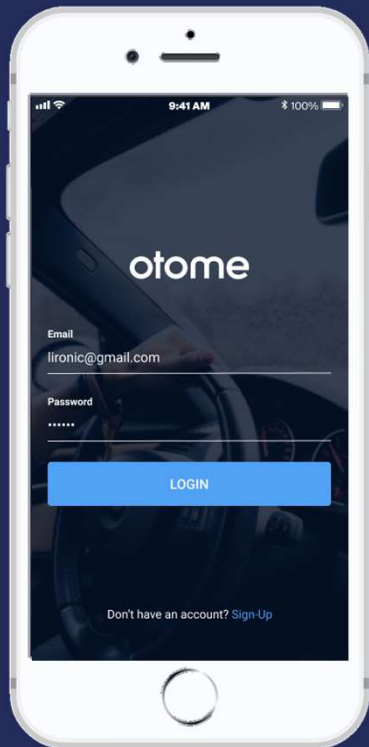 9:41 AM 100%
otome
Email
lironic@gmail.com
Password
••••••
LOGIN
Don't have an account? Sign-Up